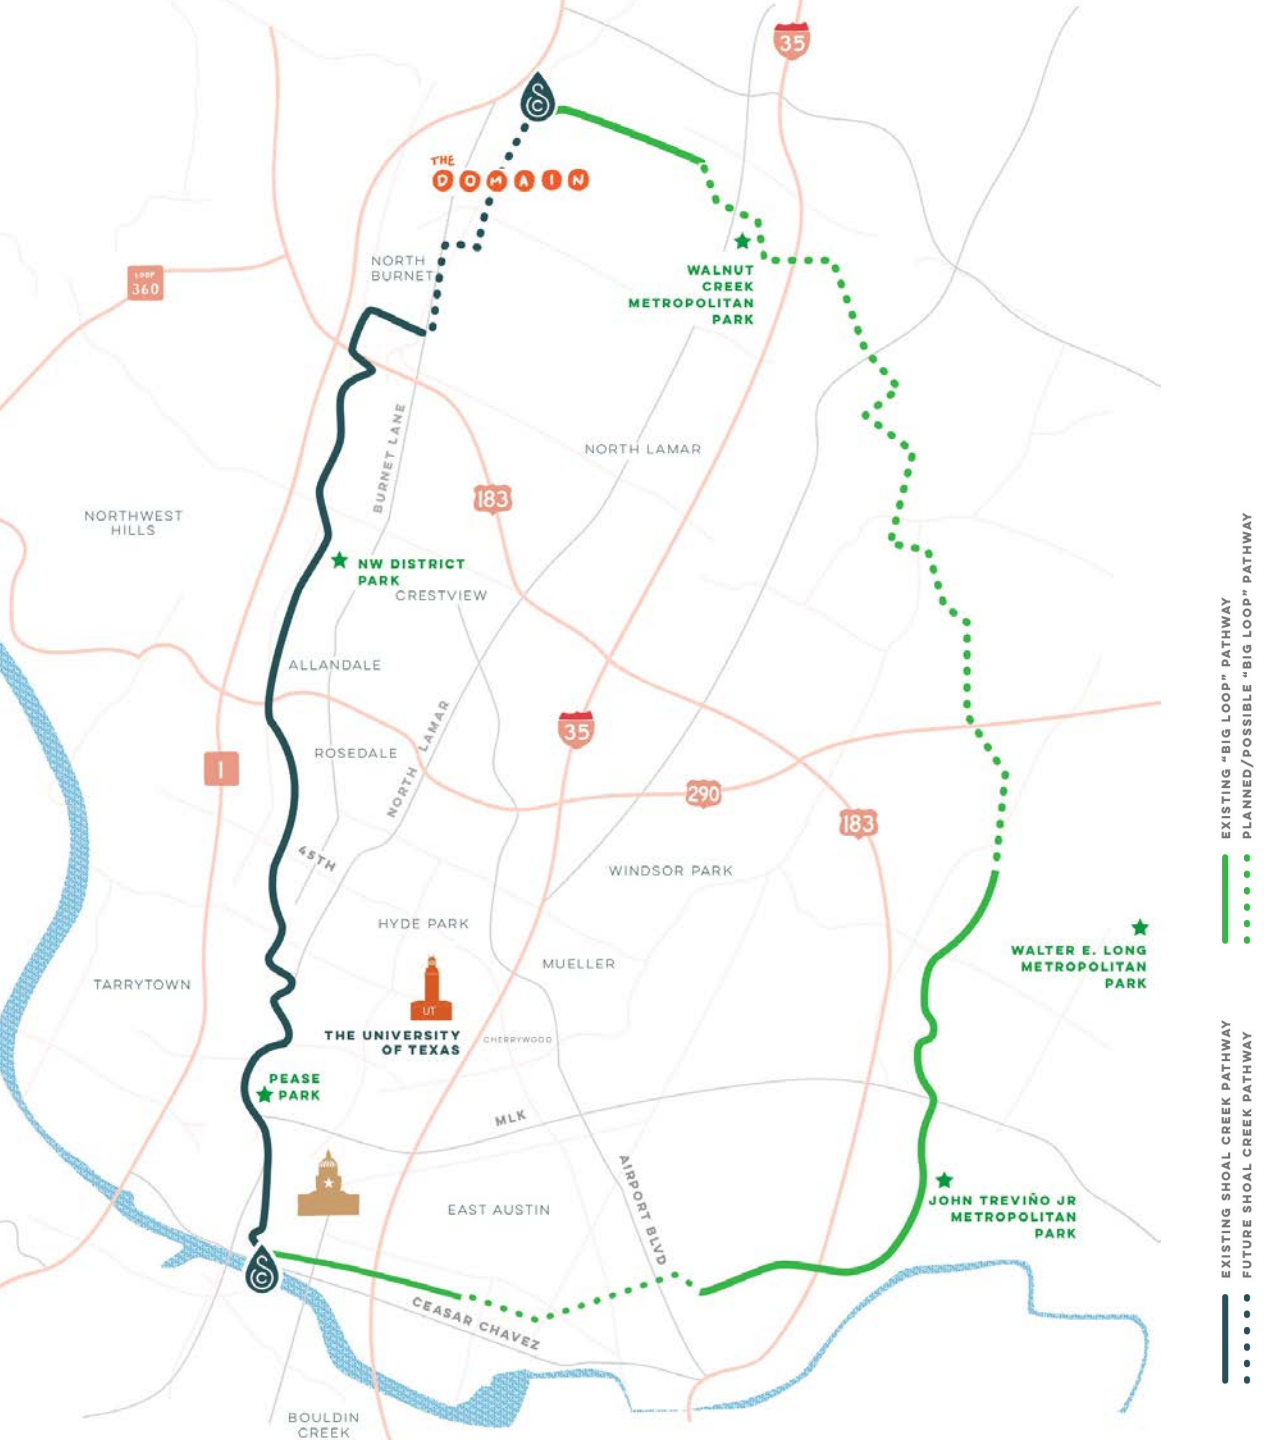 35
S
C
THE
DOMAIN
NORTH
BURNET
LOOP
360
WALNUT
CREEK
METROPOLITAN
PARK
BURNET LANE
NORTH LAMAR
183
NORTHWEST
HILLS
NW DISTRICT
PARK
CRESTVIEW
ALLANDALE
NORTH LAMAR
35
ROSEDALE
1
290
183
45TH
WINDSOR PARK
HYDE PARK
WALTER E. LONG
METROPOLITAN
PARK
MUELLER
TARRYTOWN
UT
THE UNIVERSITY
OF TEXAS
CHERRYWOOD
PEASE
PARK
MLK
AIRPORT BLVD
JOHN TREVIÑO JR
METROPOLITAN
PARK
EAST AUSTIN
S
C
CEASAR CHAVEZ
BOULDIN
CREEK
EXISTING "BIG LOOP" PATHWAY
PLANNED/POSSIBLE "BIG LOOP" PATHWAY
EXISTING SHOAL CREEK PATHWAY
FUTURE SHOAL CREEK PATHWAY